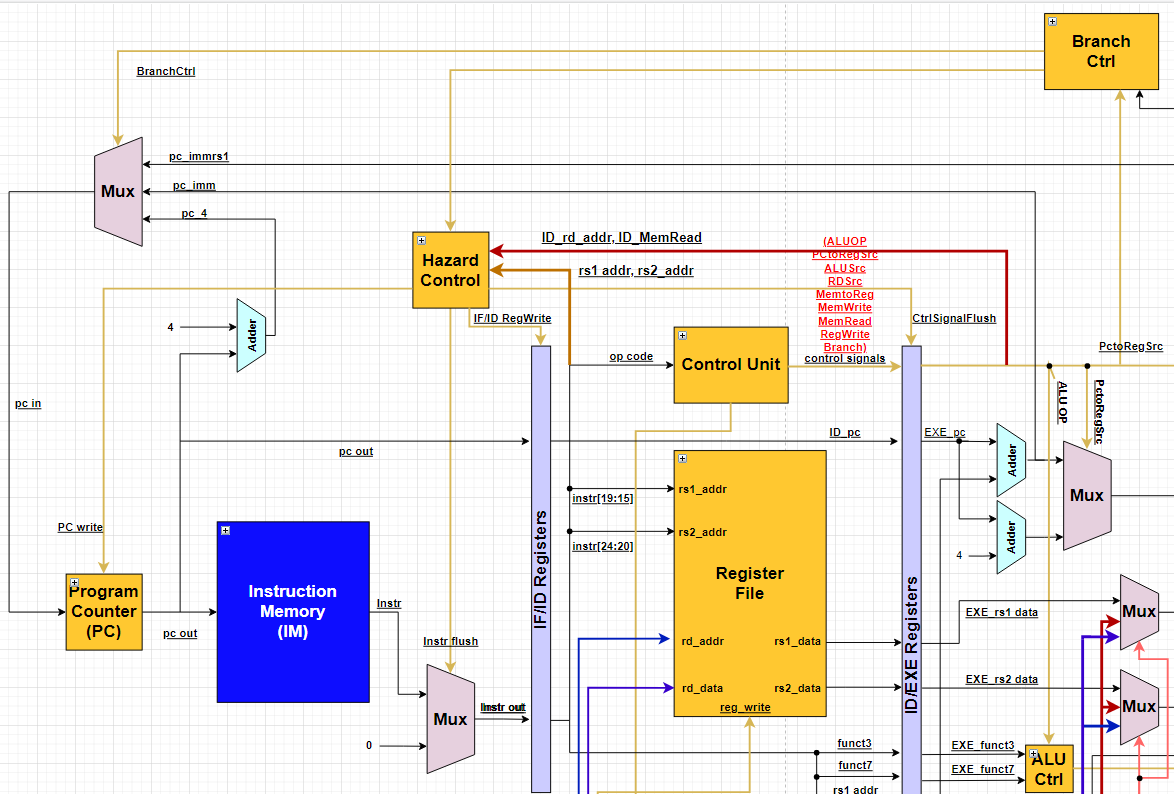 Branch
Ctrl
BranchCtrl
pc_immrs1
Mux
pc_imm
pc_4
ID_rd_addr, ID_MemRead
Hazard
Control
rs1 addr, rs2_addr
(ALUOP
PCtoRegSrc
ALUSrc
RDSrc
MemtoReg
MemWrite
MemRead
RegWrite
Branch)
control signals
IF/ID RegWrite
CtrlSignalFlush
4
Adder
op code
Control Unit
PctoRegSrc
ALU OP
PctoRegSrc
pc in
pc out
ID_pc
EXE_pc
Adder
Mux
rs1_addr
instr[19:15]
rs2_addr
instr[24:20]
4
Adder
PC write
IF/ID Registers
Register
File
ID/EXE Registers
Program
Counter
(PC)
pc out
Instruction
Memory
(IM)
Instr
Instr flush
rd_addr
rs1_data
EXE_rs1 data
Mux
rd_data
rs2_data
EXE_rs2 data
reg_write
Mux
Instr out
Mux
0
funct3
EXE_funct3
funct7
EXE_funct7
ALU
Ctrl
rs1 addr